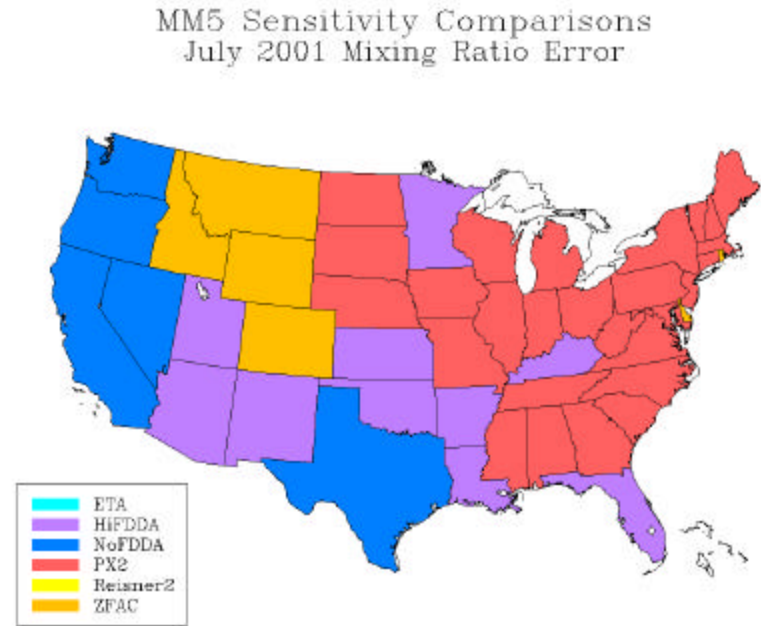 MM5 Sensitivity Comparisons
July 2001 Mixing Ratio Error
ETA
HiFDDA
NoFDDA
PX2
Reisner2
ZFAC